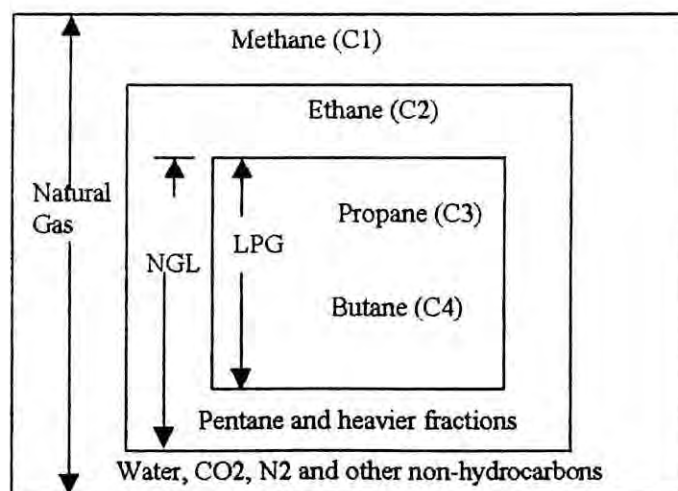 Methane (C1)
Ethane (C2)
Natural
Gas
Propane (C3)
NGL
LPG
Butane (C4)
Pentane and heavier fractions
Water, CO2, N2 and other non-hydrocarbons